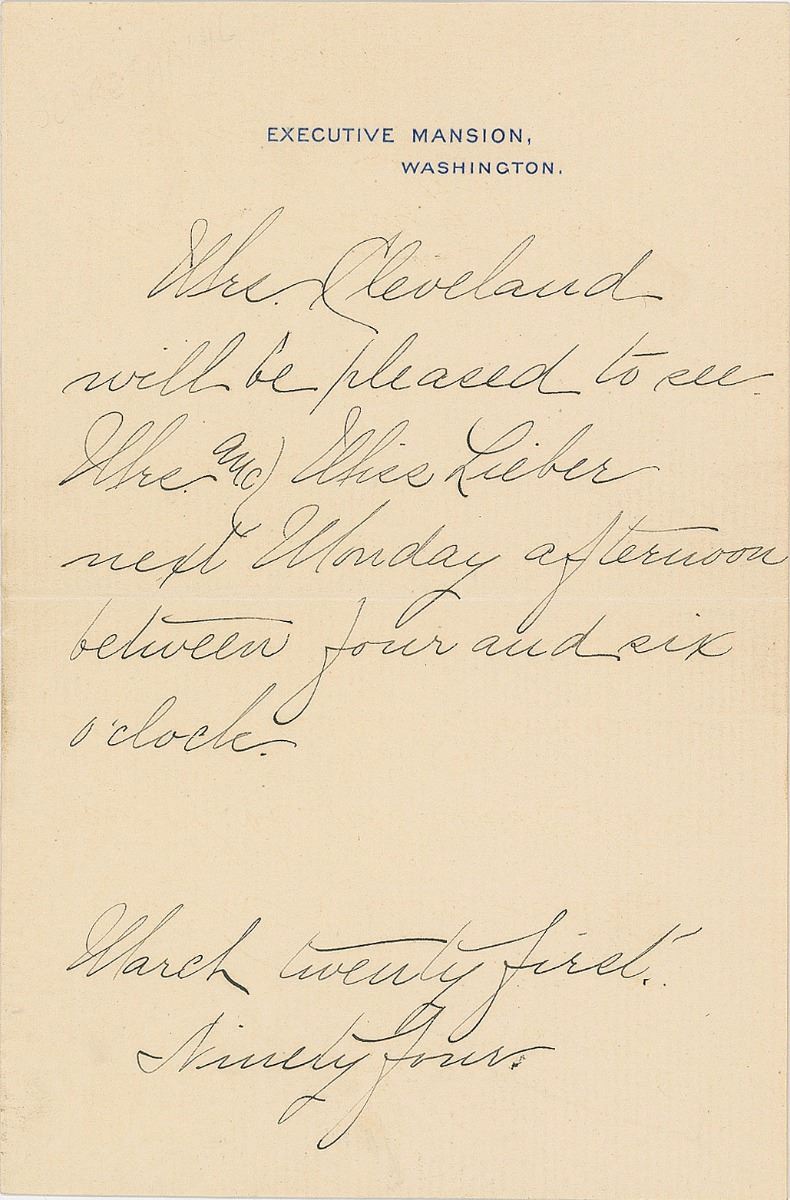 EXECUTIVE MANSION,
WASHINGTON.
Mrs. Cleveland
will be pleased to see
Mrs. and Miss Lieber
next Monday afternoon
between four and six
o'clock.
March twenty first.
Ninety four.